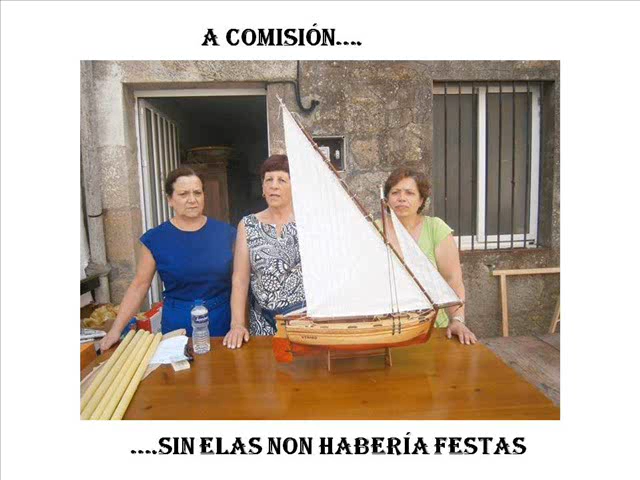 A COMISIÓN....
....SIN ELAS NON HABERÍA FESTAS